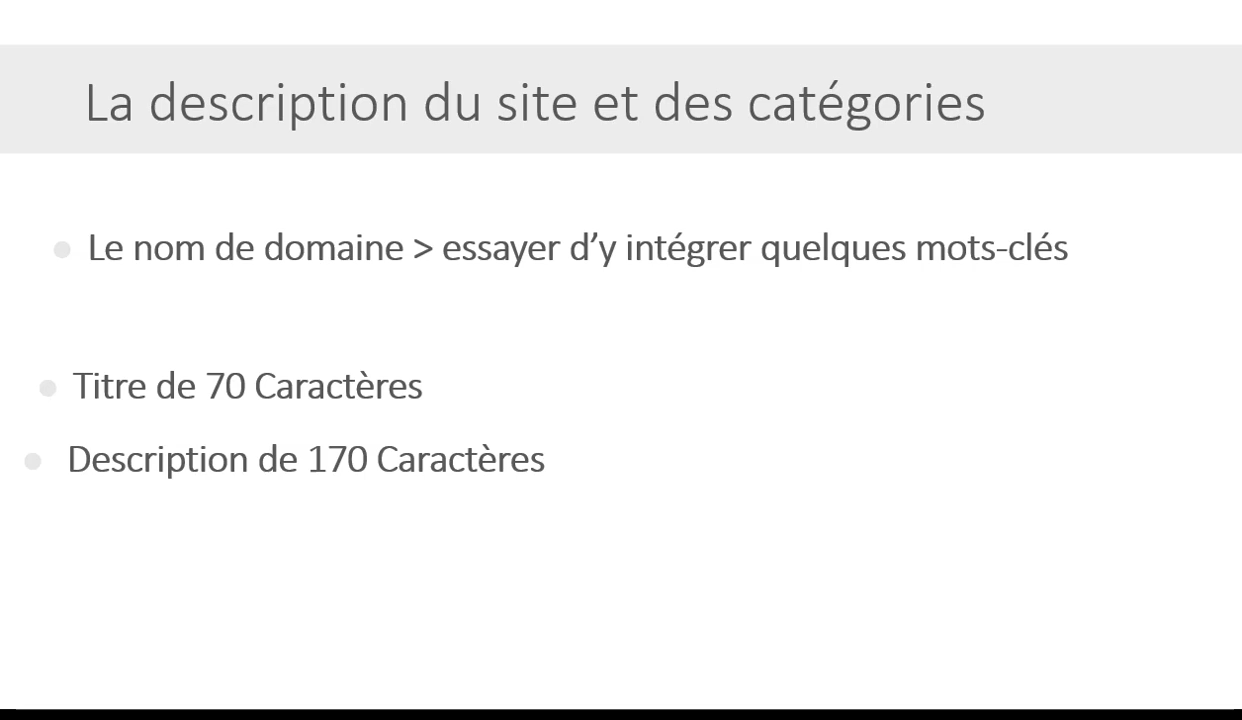 La description du site et des catégories
Le nom de domaine > essayer d’y intégrer quelques mots-clés
Titre de 70 Caractères
Description de 170 Caractères